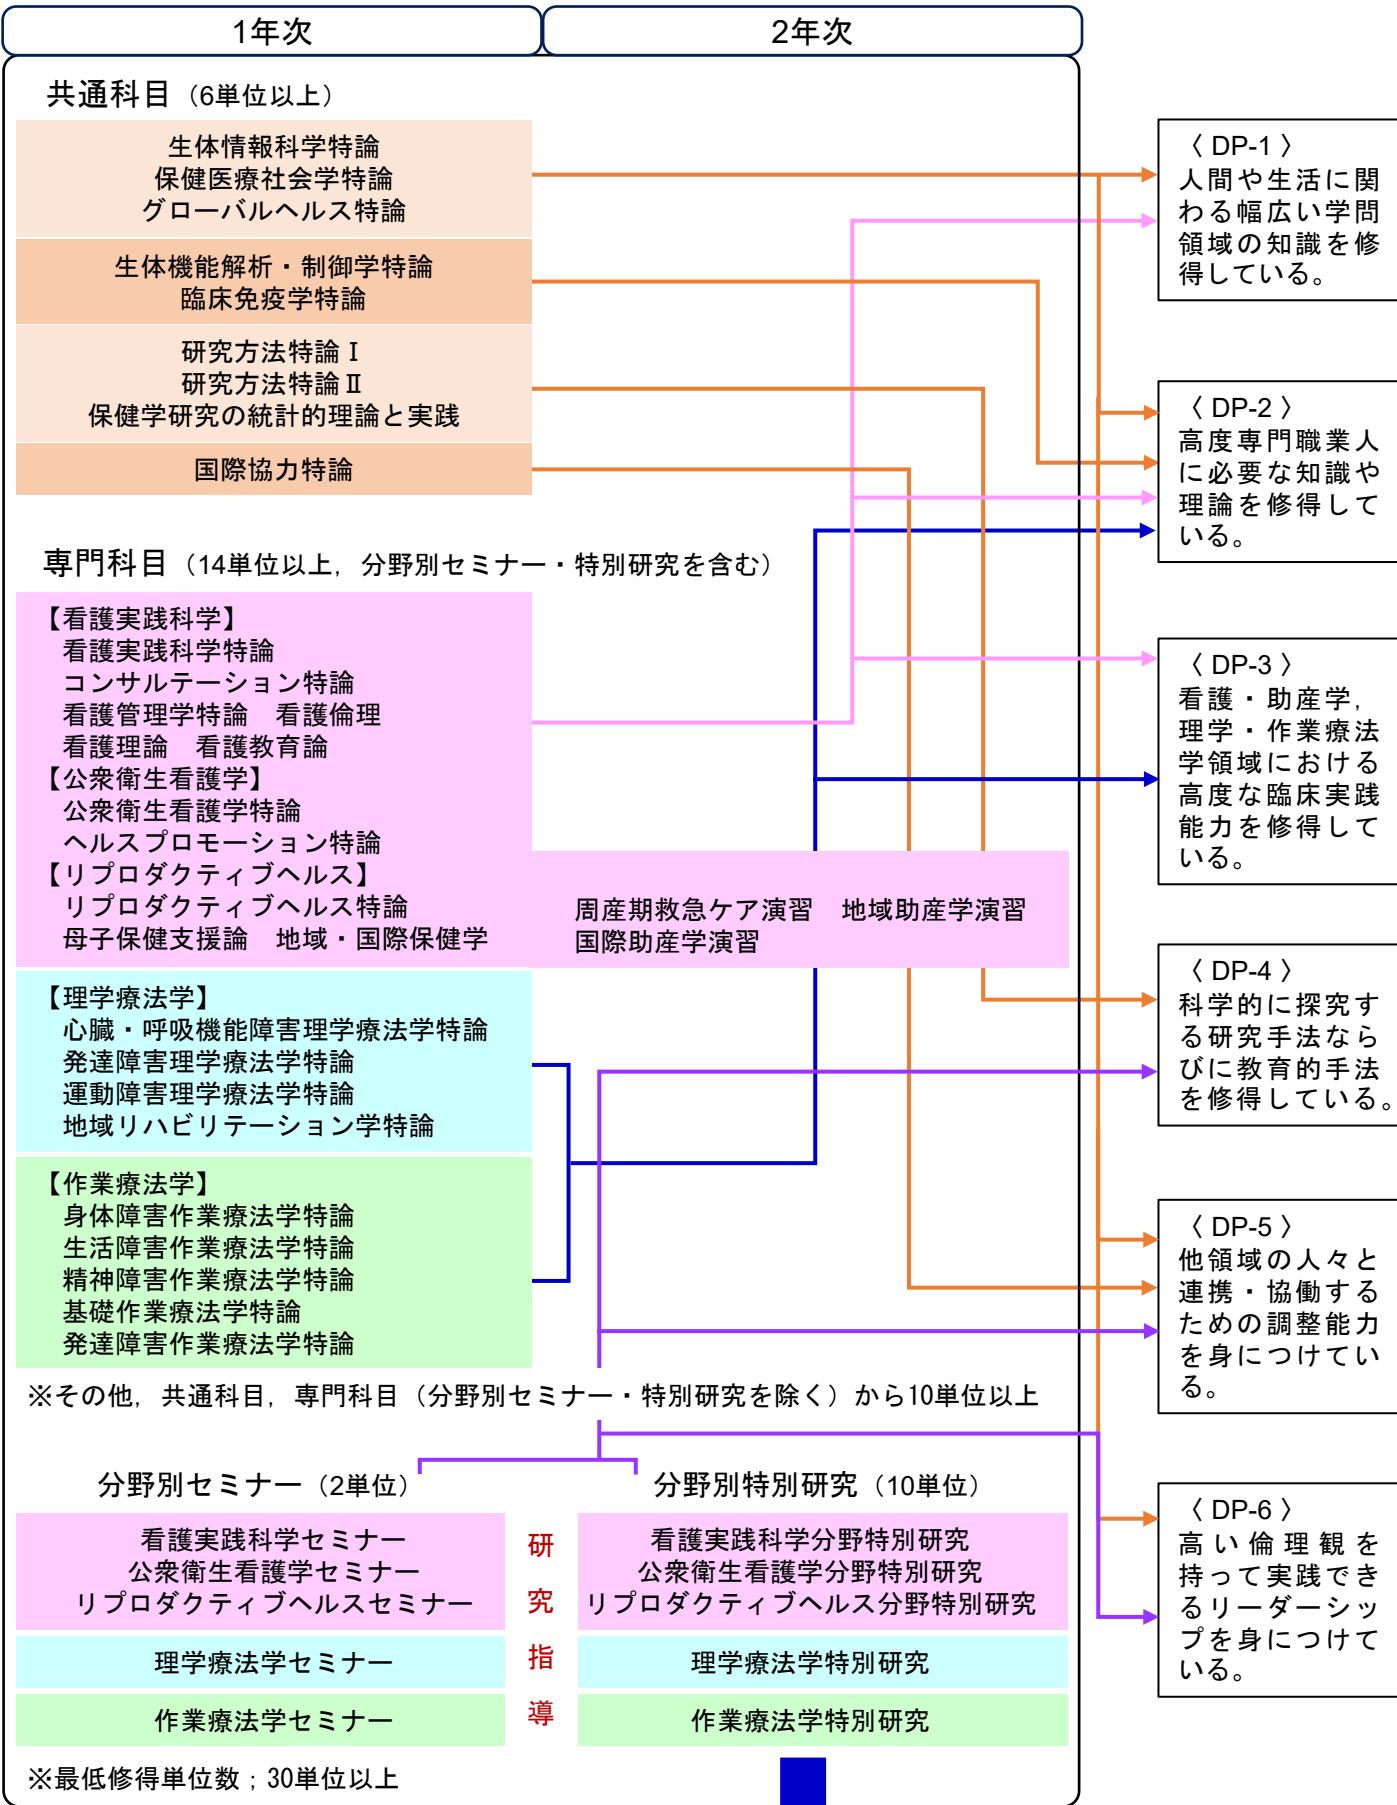 1年次
2年次
共通科目（6単位以上）
生体情報科学特論
保健医療社会学特論
グローバルヘルス特論
生体機能解析・制御学特論
臨床免疫学特論
研究方法特論Ⅰ
研究方法特論Ⅱ
保健学研究の統計的理論と実践
国際協力特論
専門科目（14単位以上，分野別セミナー・特別研究を含む）
【看護実践科学】
看護実践科学特論
コンサルテーション特論
看護管理学特論　看護倫理
看護理論　看護教育論
【公衆衛生看護学】
公衆衛生看護学特論
ヘルスプロモーション特論
【リプロダクティブヘルス】
リプロダクティブヘルス特論
母子保健支援論　地域・国際保健学
周産期救急ケア演習　地域助産学演習
国際助産学演習
【理学療法学】
心臓・呼吸機能障害理学療法学特論
発達障害理学療法学特論
運動障害理学療法学特論
地域リハビリテーション学特論
【作業療法学】
身体障害作業療法学特論
生活障害作業療法学特論
精神障害作業療法学特論
基礎作業療法学特論
発達障害作業療法学特論
※その他，共通科目，専門科目（分野別セミナー・特別研究を除く）から10単位以上
分野別セミナー（2単位）
分野別特別研究（10単位）
看護実践科学セミナー
公衆衛生看護学セミナー
リプロダクティブヘルスセミナー
理学療法学セミナー
作業療法学セミナー
研
究
指
導
看護実践科学分野特別研究
公衆衛生看護学分野特別研究
リプロダクティブヘルス分野特別研究
理学療法学特別研究
作業療法学特別研究
※最低修得単位数；30単位以上
〈 DP-1 〉
人間や生活に関
わる幅広い学問
領域の知識を修
得している。
〈 DP-2 〉
高度専門職業人
に必要な知識や
理論を修得して
いる。
〈 DP-3 〉
看護・助産学，
理学・作業療法
学領域における
高度な臨床実践
能力を修得して
いる。
〈 DP-4 〉
科学的に探究す
る研究手法なら
びに教育的手法
を修得している。
〈 DP-5 〉
他領域の人々と
連携・協働する
ための調整能力
を身につけてい
る。
〈 DP-6 〉
高い倫理観を
持って実践でき
るリーダーシッ
プを身につけて
いる。